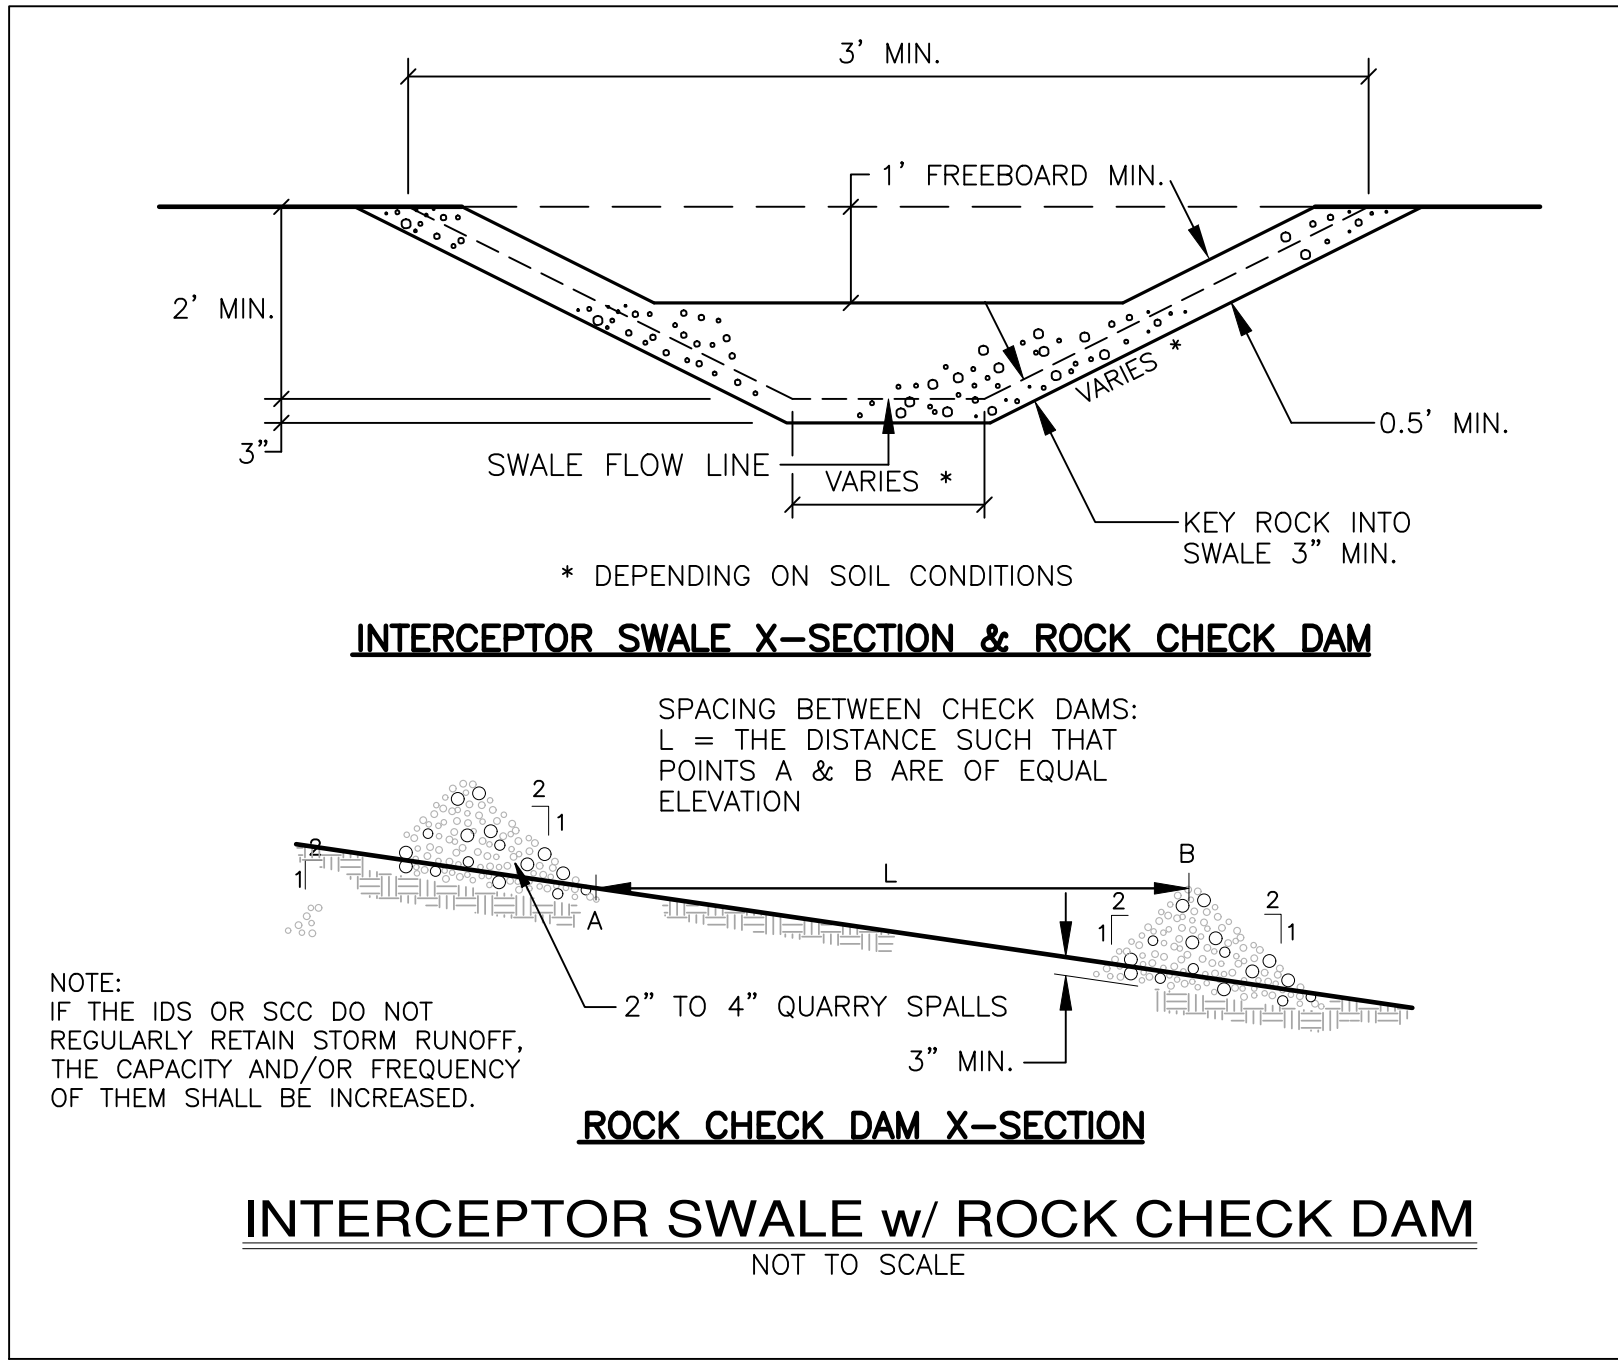 3' MIN.
1' FREEBOARD MIN.
2' MIN.
VARIES *
0.5' MIN.
3"
SWALE FLOW LINE
VARIES *
KEY ROCK INTO
SWALE 3" MIN.
* DEPENDING ON SOIL CONDITIONS
INTERCEPTOR SWALE X-SECTION & ROCK CHECK DAM
SPACING BETWEEN CHECK DAMS:
L = THE DISTANCE SUCH THAT
POINTS A & B ARE OF EQUAL
ELEVATION
2
1
2
1
L
B
A
2
1
2
1
NOTE:
IF THE IDS OR SCC DO NOT
REGULARLY RETAIN STORM RUNOFF,
THE CAPACITY AND/OR FREQUENCY
OF THEM SHALL BE INCREASED.
2" TO 4" QUARRY SPALLS
3" MIN.
ROCK CHECK DAM X-SECTION
INTERCEPTOR SWALE w/ ROCK CHECK DAM
NOT TO SCALE